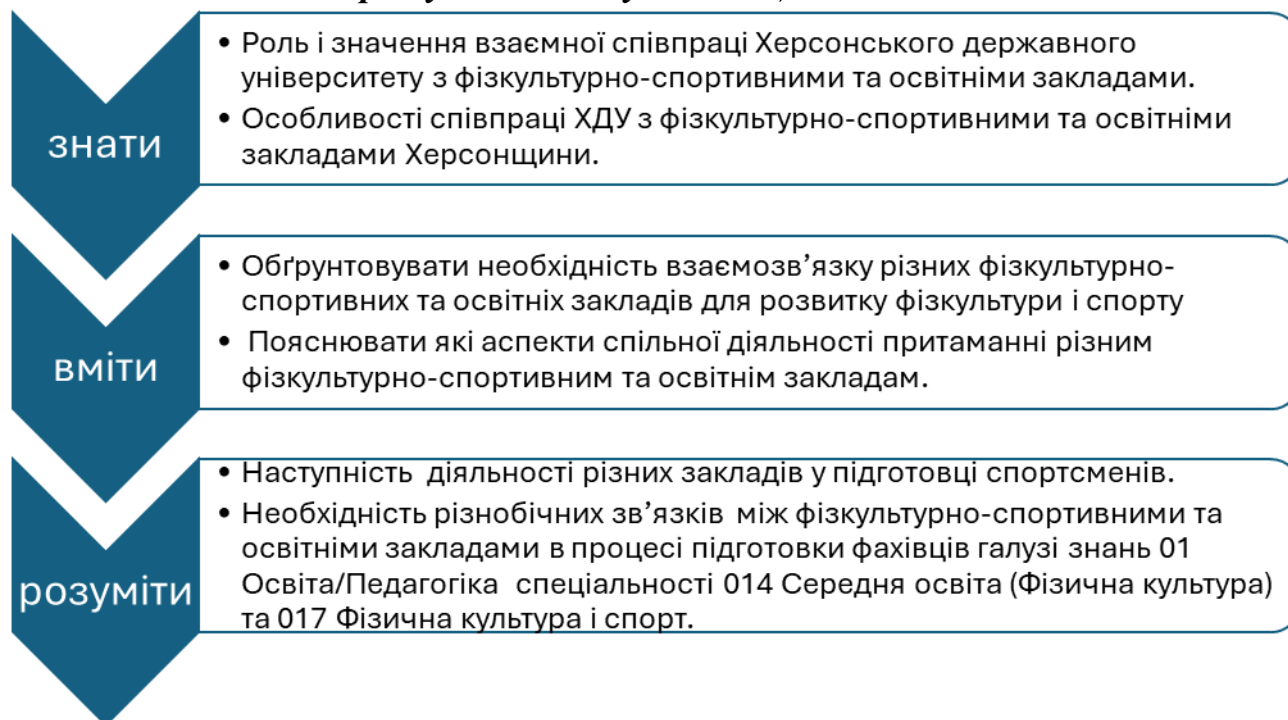 знати
• Роль і значення взаємної співпраці Херсонського державного
університету з фізкультурно-спортивними та освітніми закладами.
• Особливості співпраці ХДУ з фізкультурно-спортивними та освітніми
закладами Херсонщини.
вміти
• Обґрунтовувати необхідність взаємозв’язку різних фізкультурно-
спортивних та освітніх закладів для розвитку фізкультури і спорту
• Пояснювати які аспекти спільної діяльності притаманні різним
фізкультурно-спортивним та освітнім закладам.
розуміти
• Наступність діяльності різних закладів у підготовці спортсменів.
• Необхідність різнобічних зв’язків між фізкультурно-спортивними та
освітніми закладами в процесі підготовки фахівців галузі знань 01
Освіта/Педагогіка спеціальності 014 Середня освіта (Фізична культура)
та 017 Фізична культура і спорт.